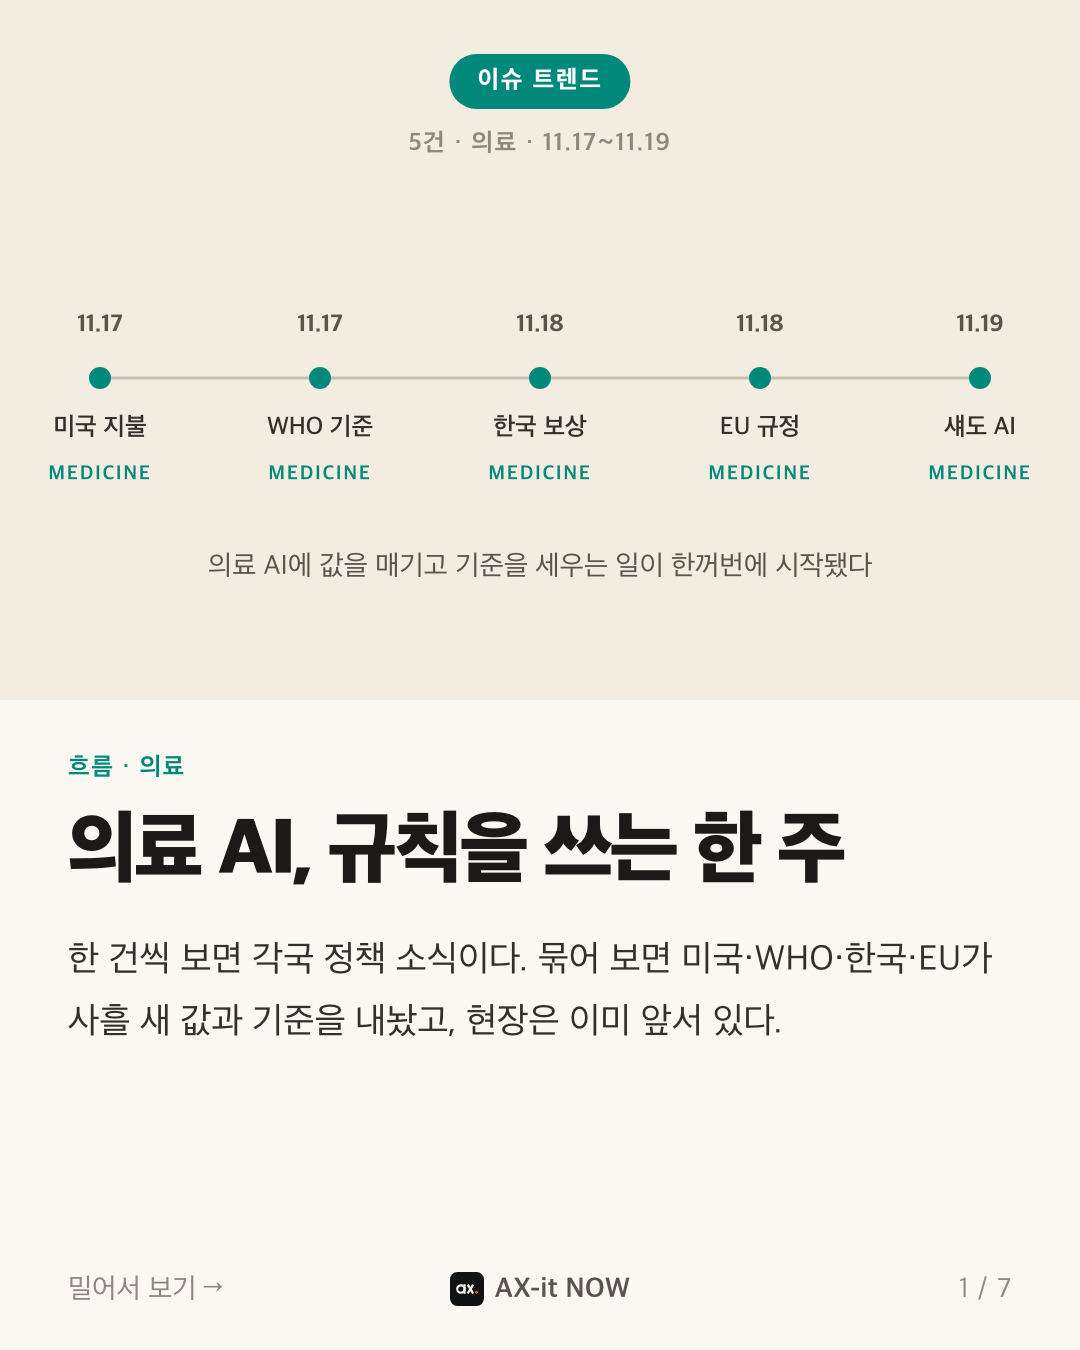 이슈 트렌드
5건 · 의료 · 11.17~11.19
11.17 11.17 11.18 11.18 11.19
미국 지불 WHO 기준 한국 보상 EU 규정 섀도 AI
MEDICINE MEDICINE MEDICINE MEDICINE MEDICINE
의료 AI에 값을 매기고 기준을 세우는 일이 한꺼번에 시작됐다
흐름 · 의료
의료 AI, 규칙을 쓰는 한 주
한 건씩 보면 각국 정책 소식이다. 묶어 보면 미국·WHO·한국·EU가
사흘 새 값과 기준을 내놨고, 현장은 이미 앞서 있다.
밀어서 보기 → ax. AX-it NOW 1 / 7